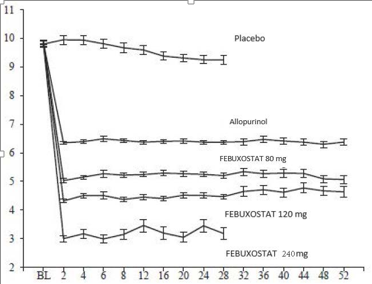 11
10
9
8
7
6
5
4
3
2
Placebo
Allopurinol
FEBUXOSTAT 80 mg
FEBUXOSTAT 120 mg
FEBUXOSTAT 240mg
BL 2 4 6 8 12 16 20 24 28 32 36 40 44 48 52